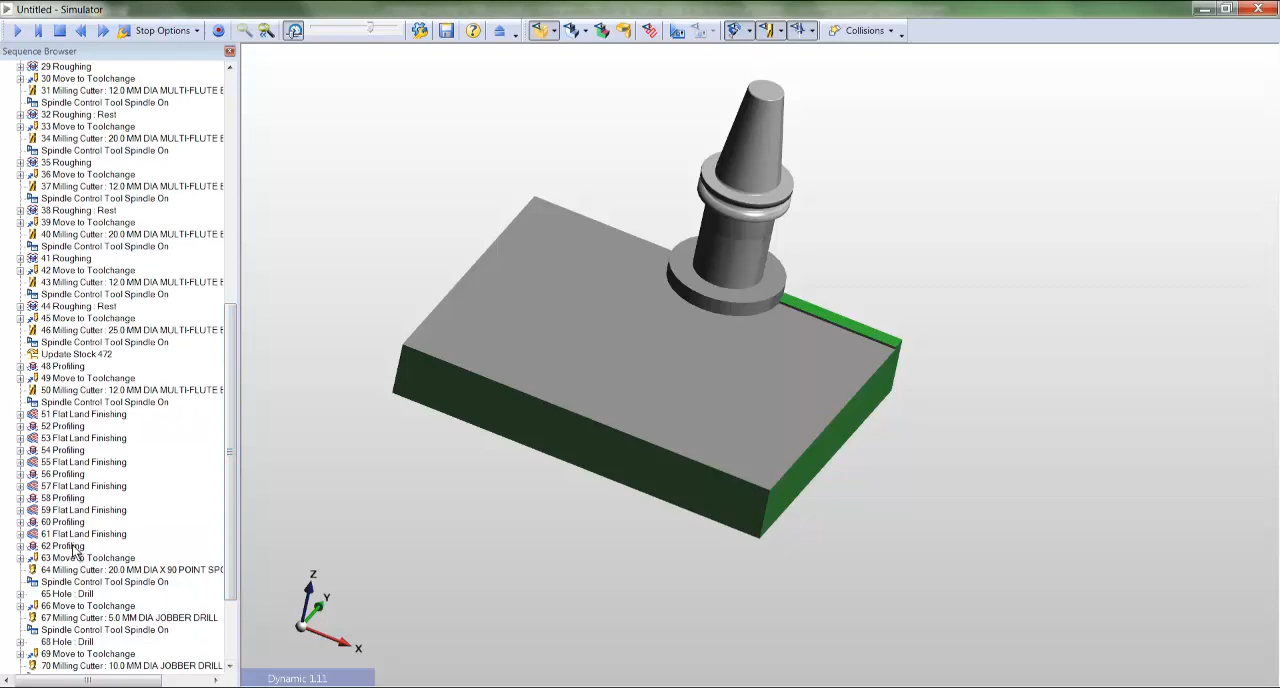 Untitled - Simulator
Stop Options
Collisions
Sequence Browser
29 Roughing
30 Move to Toolchange
31 Milling Cutter : 12.0 MM DIA MULTI-FLUTE E
Spindle Control Tool Spindle On
32 Roughing : Rest
33 Move to Toolchange
34 Milling Cutter : 20.0 MM DIA MULTI-FLUTE E
Spindle Control Tool Spindle On
35 Roughing
36 Move to Toolchange
37 Milling Cutter : 12.0 MM DIA MULTI-FLUTE E
Spindle Control Tool Spindle On
38 Roughing : Rest
39 Move to Toolchange
40 Milling Cutter : 20.0 MM DIA MULTI-FLUTE E
Spindle Control Tool Spindle On
41 Roughing
42 Move to Toolchange
43 Milling Cutter : 12.0 MM DIA MULTI-FLUTE E
Spindle Control Tool Spindle On
44 Roughing : Rest
45 Move to Toolchange
46 Milling Cutter : 25.0 MM DIA MULTI-FLUTE E
Spindle Control Tool Spindle On
Update Stock 472
48 Profiling
49 Move to Toolchange
50 Milling Cutter : 12.0 MM DIA MULTI-FLUTE E
Spindle Control Tool Spindle On
51 Flat Land Finishing
52 Profiling
53 Flat Land Finishing
54 Profiling
55 Flat Land Finishing
56 Profiling
57 Flat Land Finishing
58 Profiling
59 Flat Land Finishing
60 Profiling
61 Flat Land Finishing
62 Profiling
63 Move to Toolchange
64 Milling Cutter : 20.0 MM DIA X 90 POINT SPO
Spindle Control Tool Spindle On
65 Hole : Drill
66 Move to Toolchange
67 Milling Cutter : 5.0 MM DIA JOBBER DRILL
Spindle Control Tool Spindle On
68 Hole : Drill
69 Move to Toolchange
70 Milling Cutter : 10.0 MM DIA JOBBER DRILL
Z
Y
X
Dynamic 1.11